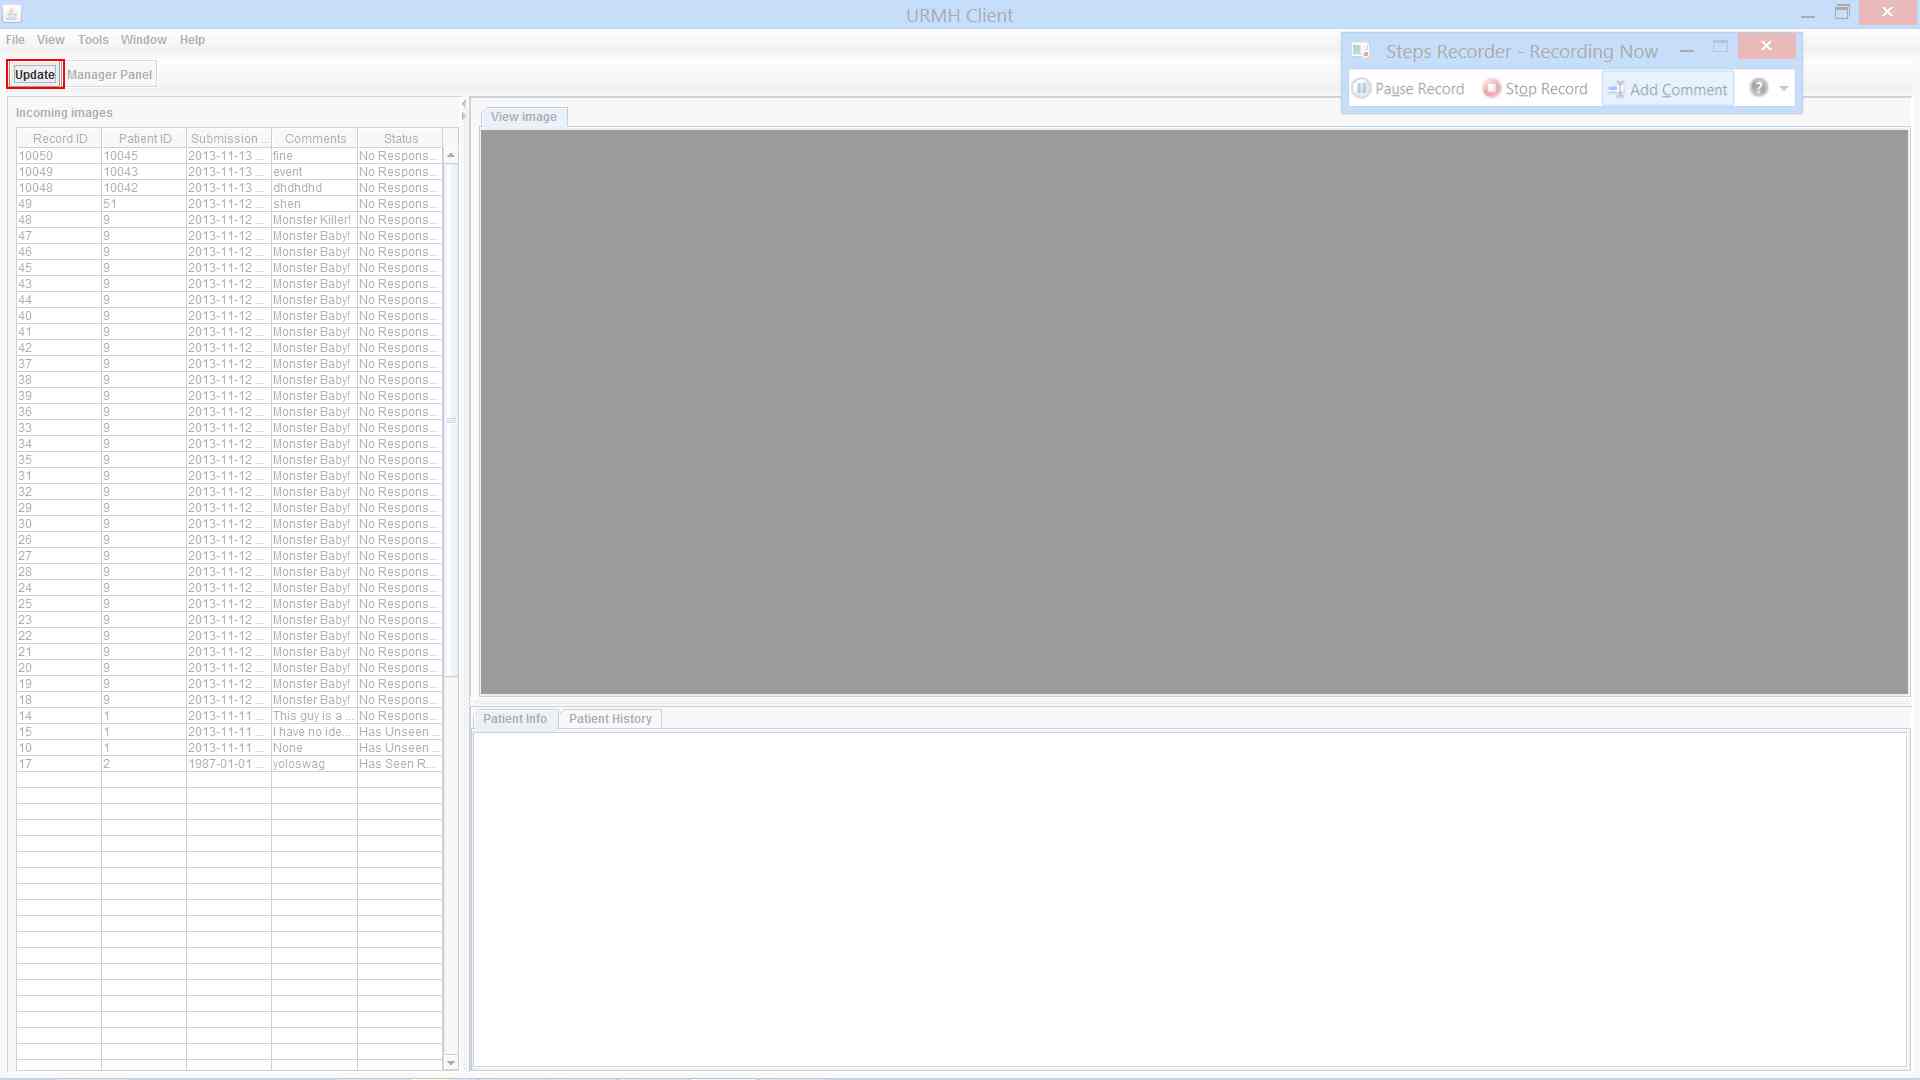 URMH Client
File View Tools Window Help
Steps Recorder - Recording Now
Update Manager Panel
Pause Record Stop Record Add Comment
Incoming images
View image
Record ID Patient ID Submission ... Comments Status
10050 10045 2013-11-13 ... fine No Respons...
10049 10043 2013-11-13 ... event No Respons...
10048 10042 2013-11-13 ... dhdhdhd No Respons...
49 51 2013-11-12 ... shen No Respons...
48 9 2013-11-12 ... Monster Killer! No Respons...
47 9 2013-11-12 ... Monster Baby! No Respons...
46 9 2013-11-12 ... Monster Baby! No Respons...
45 9 2013-11-12 ... Monster Baby! No Respons...
43 9 2013-11-12 ... Monster Baby! No Respons...
44 9 2013-11-12 ... Monster Baby! No Respons...
40 9 2013-11-12 ... Monster Baby! No Respons...
41 9 2013-11-12 ... Monster Baby! No Respons...
42 9 2013-11-12 ... Monster Baby! No Respons...
37 9 2013-11-12 ... Monster Baby! No Respons...
38 9 2013-11-12 ... Monster Baby! No Respons...
39 9 2013-11-12 ... Monster Baby! No Respons...
36 9 2013-11-12 ... Monster Baby! No Respons...
33 9 2013-11-12 ... Monster Baby! No Respons...
34 9 2013-11-12 ... Monster Baby! No Respons...
35 9 2013-11-12 ... Monster Baby! No Respons...
31 9 2013-11-12 ... Monster Baby! No Respons...
32 9 2013-11-12 ... Monster Baby! No Respons...
29 9 2013-11-12 ... Monster Baby! No Respons...
30 9 2013-11-12 ... Monster Baby! No Respons...
26 9 2013-11-12 ... Monster Baby! No Respons...
27 9 2013-11-12 ... Monster Baby! No Respons...
28 9 2013-11-12 ... Monster Baby! No Respons...
24 9 2013-11-12 ... Monster Baby! No Respons...
25 9 2013-11-12 ... Monster Baby! No Respons...
23 9 2013-11-12 ... Monster Baby! No Respons...
22 9 2013-11-12 ... Monster Baby! No Respons...
21 9 2013-11-12 ... Monster Baby! No Respons...
20 9 2013-11-12 ... Monster Baby! No Respons...
19 9 2013-11-12 ... Monster Baby! No Respons...
18 9 2013-11-12 ... Monster Baby! No Respons...
14 1 2013-11-11 ... This guy is a ... No Respons...
15 1 2013-11-11 ... I have no ide... Has Unseen ...
10 1 2013-11-11 ... None Has Unseen ...
17 2 1987-01-01 ... yoloswag Has Seen R...
Patient Info Patient History